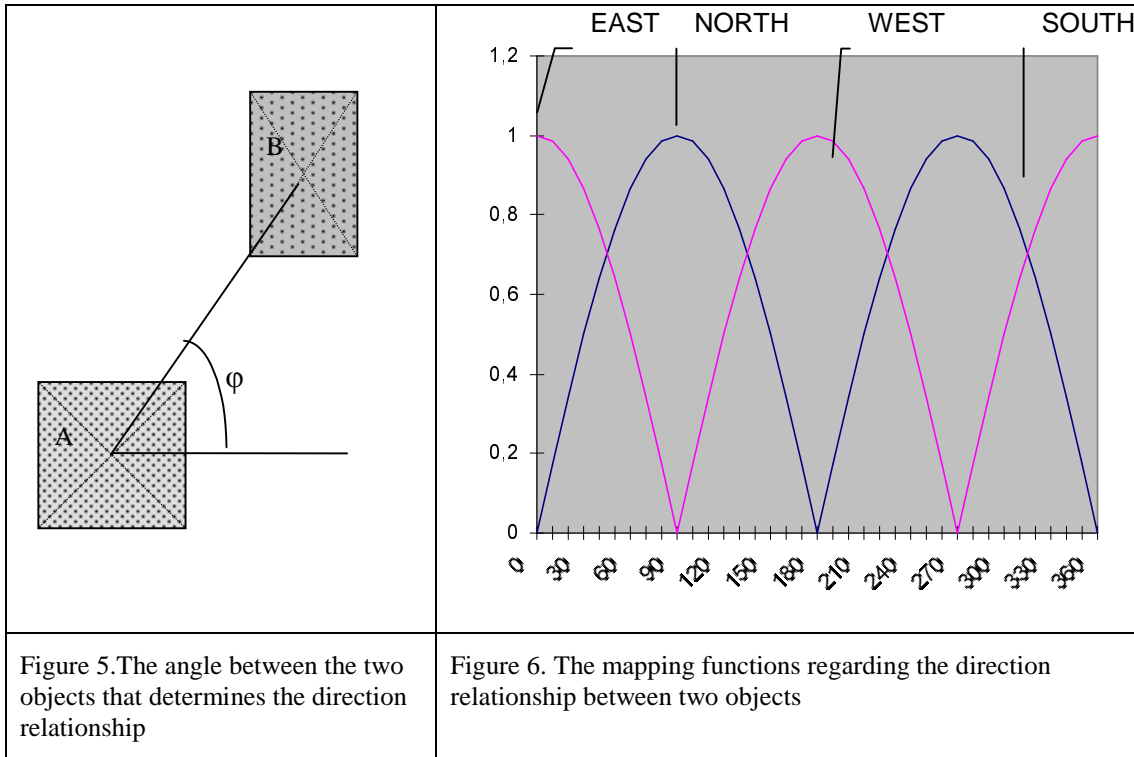 B
A
φ
EAST NORTH WEST SOUTH
1,2
1
0,8
0,6
0,4
0,2
0
0 30 60 90 120 150 180 210 240 270 300 330 360
Figure 5.The angle between the two
objects that determines the direction
relationship
Figure 6. The mapping functions regarding the direction
relationship between two objects